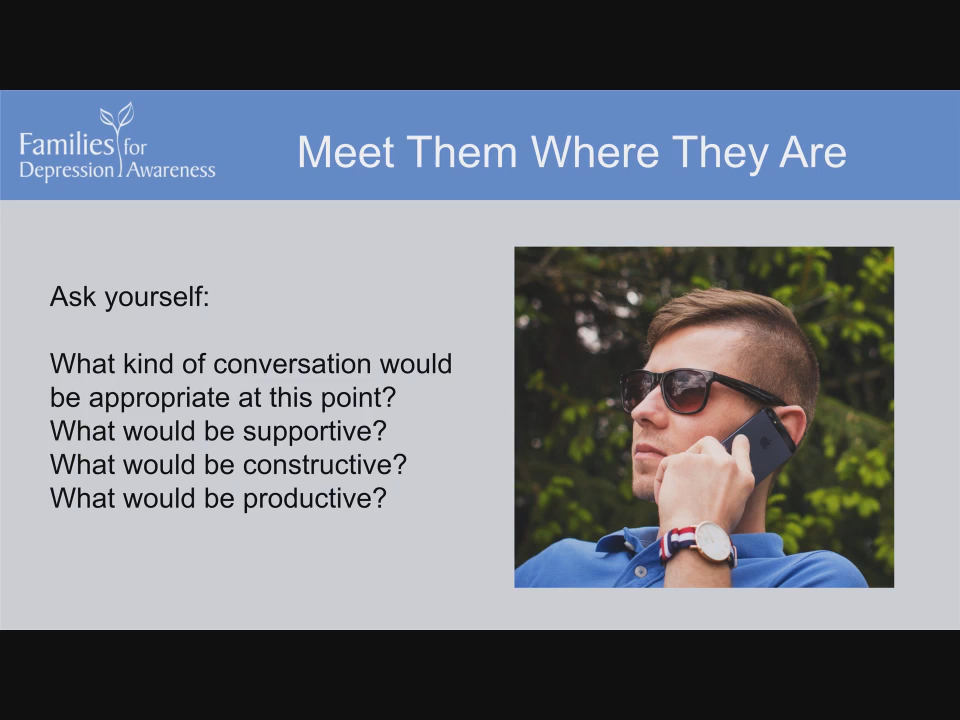 Families for
Depression Awareness
Meet Them Where They Are
Ask yourself:
What kind of conversation would
be appropriate at this point?
What would be supportive?
What would be constructive?
What would be productive?